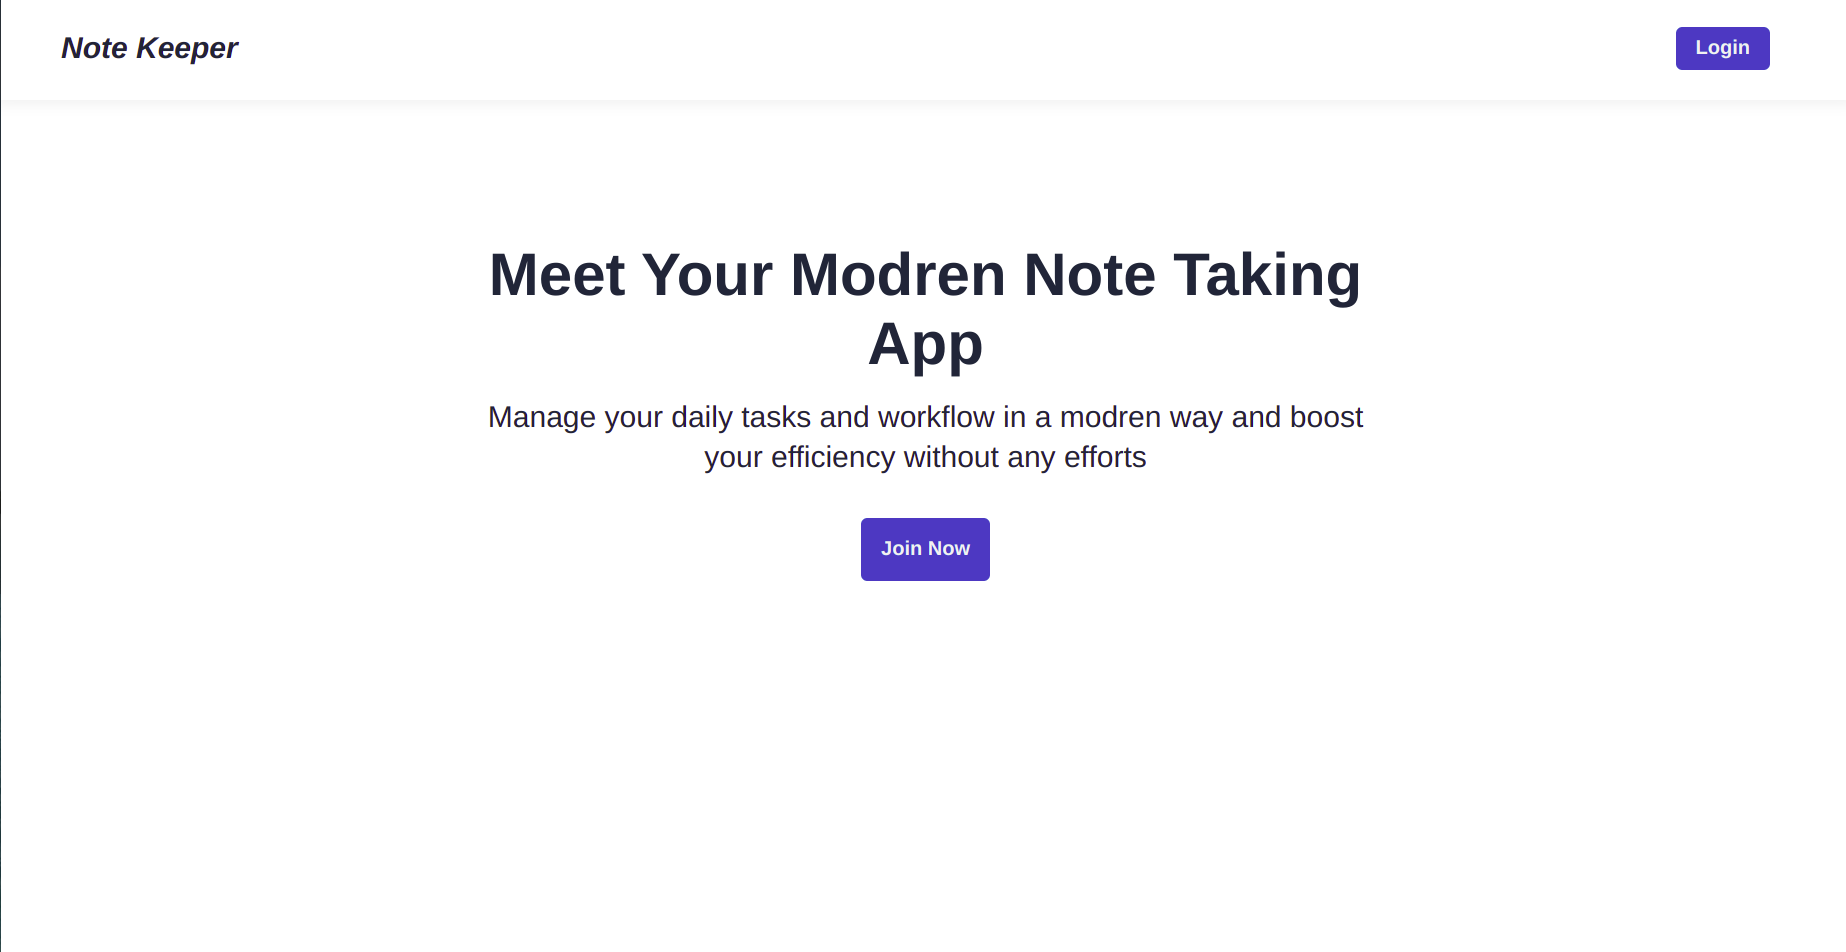 Note Keeper
Login
Meet Your Modren Note Taking
App
Manage your daily tasks and workflow in a modren way and boost
your efficiency without any efforts
Join Now